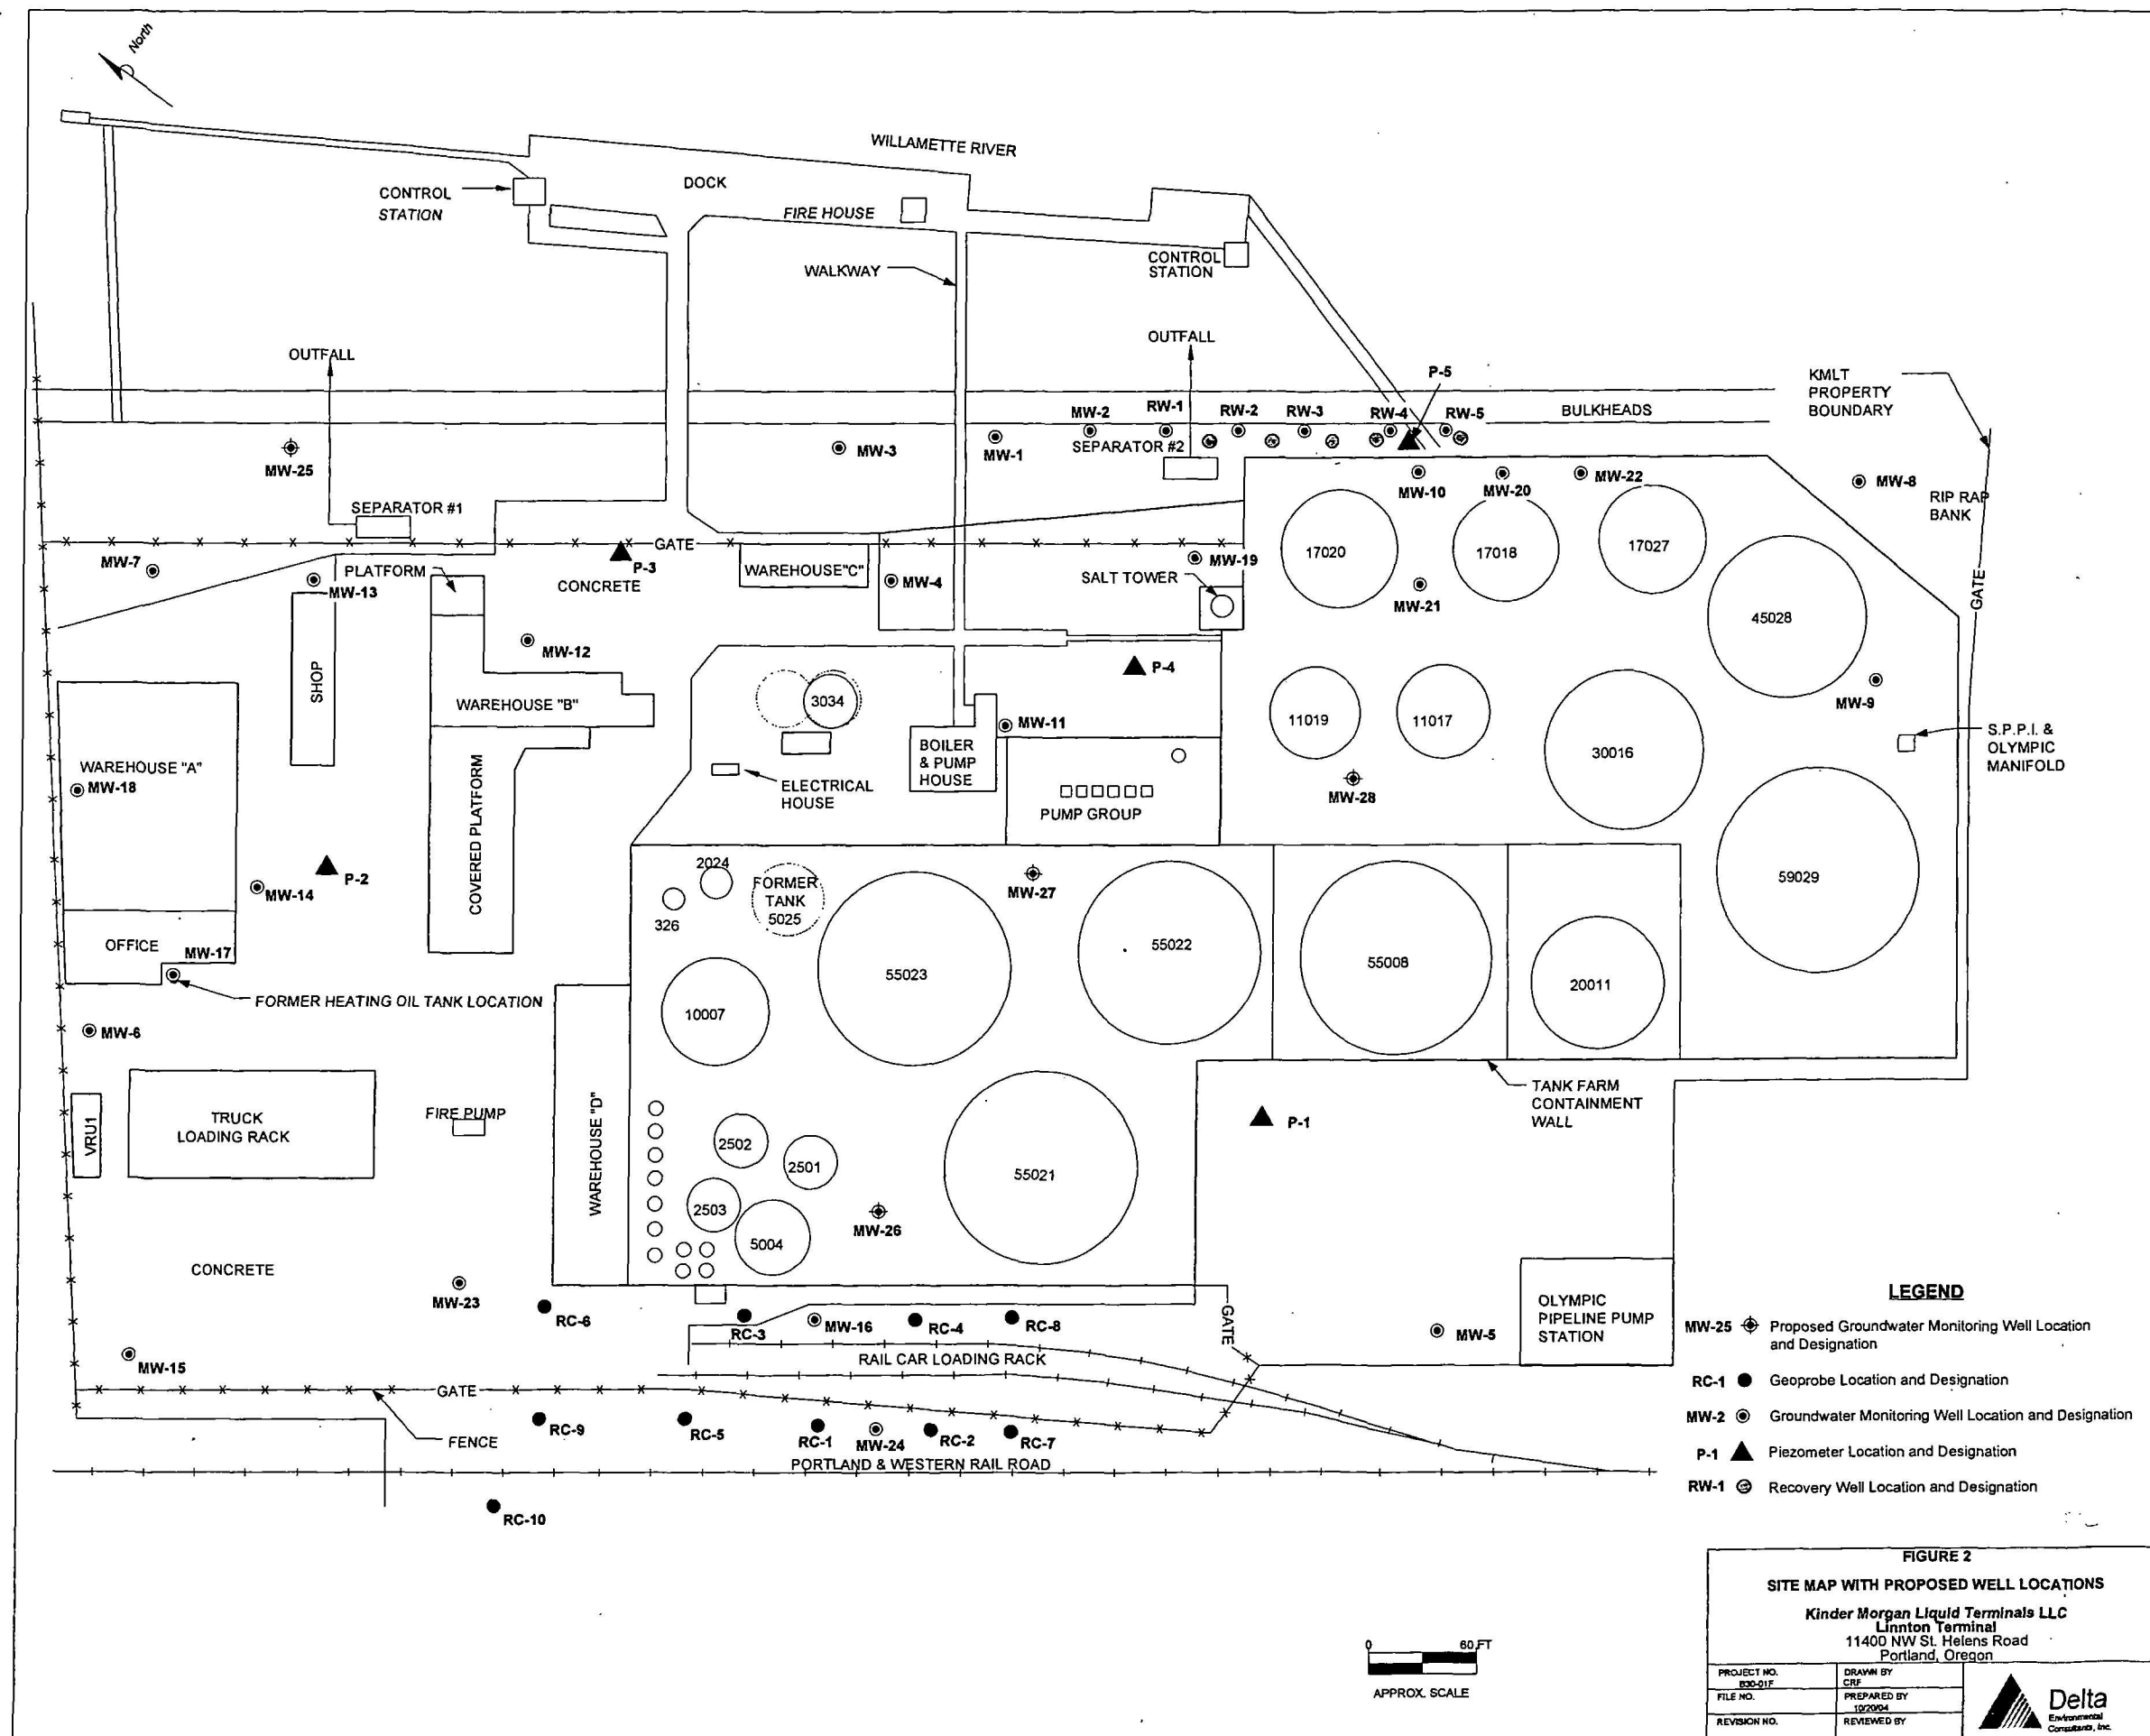 North
WILLAMETTE RIVER
DOCK
CONTROL
STATION
FIRE HOUSE
WALKWAY
CONTROL
STATION
OUTFALL
OUTFALL
P-5
KMLT
PROPERTY
BOUNDARY
MW-2
RW-1
RW-2
RW-3
RW-4
RW-5
BULKHEADS
MW-25
MW-3
MW-1
SEPARATOR #2
MW-10
MW-20
MW-22
MW-8
RIP RAP
BANK
SEPARATOR #1
GATE
MW-7
PLATFORM
P-3
CONCRETE
WAREHOUSE"C"
MW-4
MW-19
SALT TOWER
17020
17018
17027
MW-21
GATE
MW-13
45028
MW-12
SHOP
P-4
WAREHOUSE "B"
3034
MW-11
11019
11017
MW-9
BOILER
& PUMP
HOUSE
30016
S.P.P.I. &
OLYMPIC
MANIFOLD
WAREHOUSE "A"
MW-18
ELECTRICAL
HOUSE
PUMP GROUP
MW-28
COVERED PLATFORM
P-2
MW-14
2024
FORMER
TANK
5025
326
MW-27
59029
OFFICE
MW-17
55023
55022
55008
20011
FORMER HEATING OIL TANK LOCATION
10007
MW-6
VRU1
TRUCK
LOADING RACK
FIRE PUMP
WAREHOUSE "D"
TANK FARM
CONTAINMENT
WALL
P-1
2502
2501
55021
2503
5004
MW-26
CONCRETE
MW-23
RC-6
RC-3
MW-16
RC-4
RC-8
GATE
OLYMPIC
PIPELINE PUMP
STATION
MW-5
MW-15
RAIL CAR LOADING RACK
GATE
FENCE
RC-9
RC-5
RC-1
MW-24
RC-2
RC-7
PORTLAND & WESTERN RAIL ROAD
RC-10
LEGEND
MW-25 Proposed Groundwater Monitoring Well Location
and Designation
RC-1 Geoprobe Location and Designation
MW-2 Groundwater Monitoring Well Location and Designation
P-1 Piezometer Location and Designation
RW-1 Recovery Well Location and Designation
0 60 FT
APPROX. SCALE
FIGURE 2
SITE MAP WITH PROPOSED WELL LOCATIONS
Kinder Morgan Liquid Terminals LLC
Linnton Terminal
11400 NW St. Helens Road
Portland, Oregon
PROJECT NO.
B30-01F
DRAWN BY
CRF
FILE NO.
PREPARED BY
10/20/04
REVISION NO.
REVIEWED BY
Delta
Environmental
Consultants, Inc.